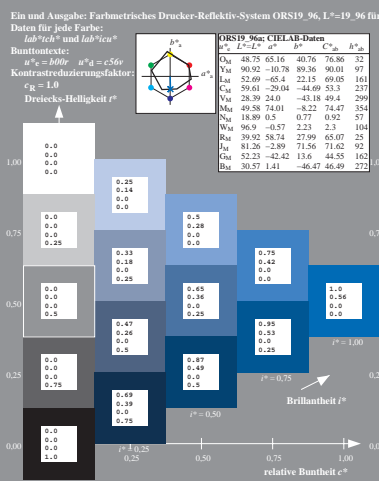 Ein und Ausgabe: Farbmetrisches Drucker-Reflektiv-System ORS19_96, L*=19_96 für
Daten für jede Farbe:
lab*tch* und lab*icu*
Bunttexte:
u*e = b00r u*d = c56v
Kontrastreduzierungsfaktor:
cR = 1.0
Dreiecks-Helligkeit t*
b*a
a*a
ORS19_96a; CIELAB-Daten
u*e L*=L*a a* b* C*ab h*ab
OM 48.75 65.16 40.76 76.86 32
YM 90.92 -10.78 89.36 90.01 97
LM 52.69 -65.4 22.15 69.05 161
CM 59.61 -29.04 -44.69 53.3 237
VM 28.39 24.0 -43.18 49.4 299
MM 49.58 74.01 -8.22 74.47 354
NM 18.89 0.5 0.77 0.92 57
WM 96.9 -0.57 2.23 2.3 104
RM 39.92 58.74 27.99 65.07 25
JM 81.26 -2.89 71.56 71.62 92
GM 52.23 -42.42 13.6 44.55 162
BM 30.57 1.41 -46.47 46.49 272
1,00
0.0
0.0
0.0
0.0
0.25
0.14
0.0
0.0
1,0
0,75
0.0
0.0
0.0
0.25
0.33
0.18
0.0
0.25
0.5
0.28
0.0
0.0
0.75
0.42
0.0
0.0
0,7
0,50
0.0
0.0
0.0
0.5
0.47
0.26
0.0
0.5
0.65
0.36
0.0
0.25
0.95
0.53
0.0
0.25
1.0
0.56
0.0
0.0
0,5
i* = 1,00
0,25
0.0
0.0
0.0
0.75
0.69
0.39
0.0
0.75
0.87
0.49
0.0
0.5
i* = 0,75
Brillantheit i*
0,2
i* = 0,50
0,00
0.0
0.0
0.0
1.0
i* = 0,25
0,0
0,25
0,50
0,75
1,00
relative Buntheit c*